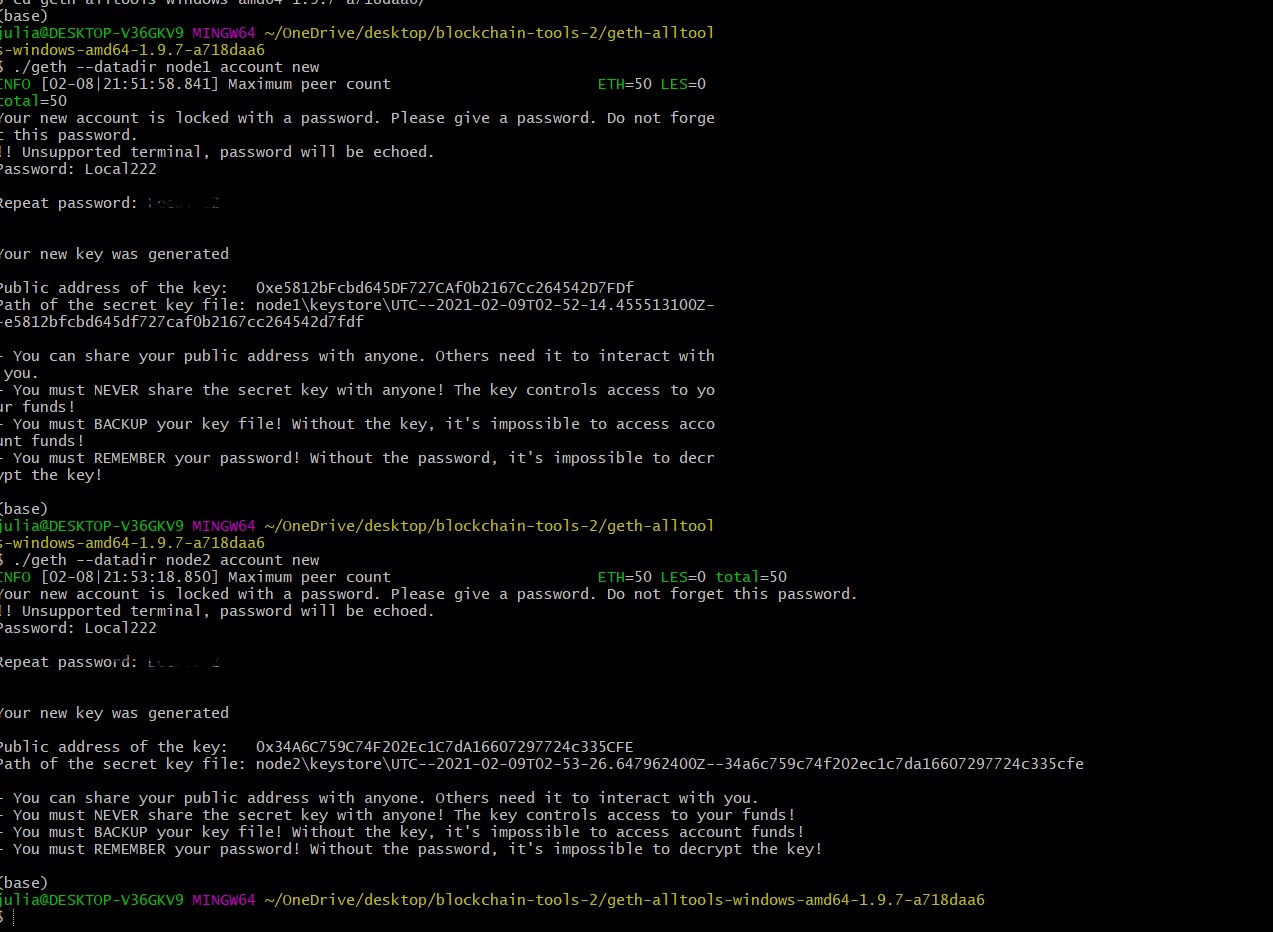 $ cd geth-alltools-windows-amd64-1.9.7-a718daa6/
(base)
julia@DESKTOP-V36GKV9 MINGW64 ~/OneDrive/desktop/blockchain-tools-2/geth-alltool
s-windows-amd64-1.9.7-a718daa6
$ ./geth --datadir node1 account new
INFO [02-08|21:51:58.841] Maximum peer count ETH=50 LES=0
total=50
Your new account is locked with a password. Please give a password. Do not forge
t this password.
!! Unsupported terminal, password will be echoed.
Password: Local222

Repeat password:

Your new key was generated

Public address of the key: 0xe5812bFcbd645DF727CAf0b2167Cc264542D7FDf
Path of the secret key file: node1\keystore\UTC--2021-02-09T02-52-14.455513100Z-
-e5812bfcbd645df727caf0b2167cc264542d7fdf

- You can share your public address with anyone. Others need it to interact with
you.
- You must NEVER share the secret key with anyone! The key controls access to yo
ur funds!
- You must BACKUP your key file! Without the key, it's impossible to access acco
unt funds!
- You must REMEMBER your password! Without the password, it's impossible to decr
ypt the key!

(base)
julia@DESKTOP-V36GKV9 MINGW64 ~/OneDrive/desktop/blockchain-tools-2/geth-alltool
s-windows-amd64-1.9.7-a718daa6
$ ./geth --datadir node2 account new
INFO [02-08|21:53:18.850] Maximum peer count ETH=50 LES=0 total=50
Your new account is locked with a password. Please give a password. Do not forget this password.
!! Unsupported terminal, password will be echoed.
Password: Local222

Repeat password:

Your new key was generated

Public address of the key: 0x34A6C759C74F202Ec1C7dA16607297724c335CFE
Path of the secret key file: node2\keystore\UTC--2021-02-09T02-53-26.647962400Z--34a6c759c74f202ec1c7da16607297724c335cfe

- You can share your public address with anyone. Others need it to interact with you.
- You must NEVER share the secret key with anyone! The key controls access to your funds!
- You must BACKUP your key file! Without the key, it's impossible to access account funds!
- You must REMEMBER your password! Without the password, it's impossible to decrypt the key!

(base)
julia@DESKTOP-V36GKV9 MINGW64 ~/OneDrive/desktop/blockchain-tools-2/geth-alltools-windows-amd64-1.9.7-a718daa6
$